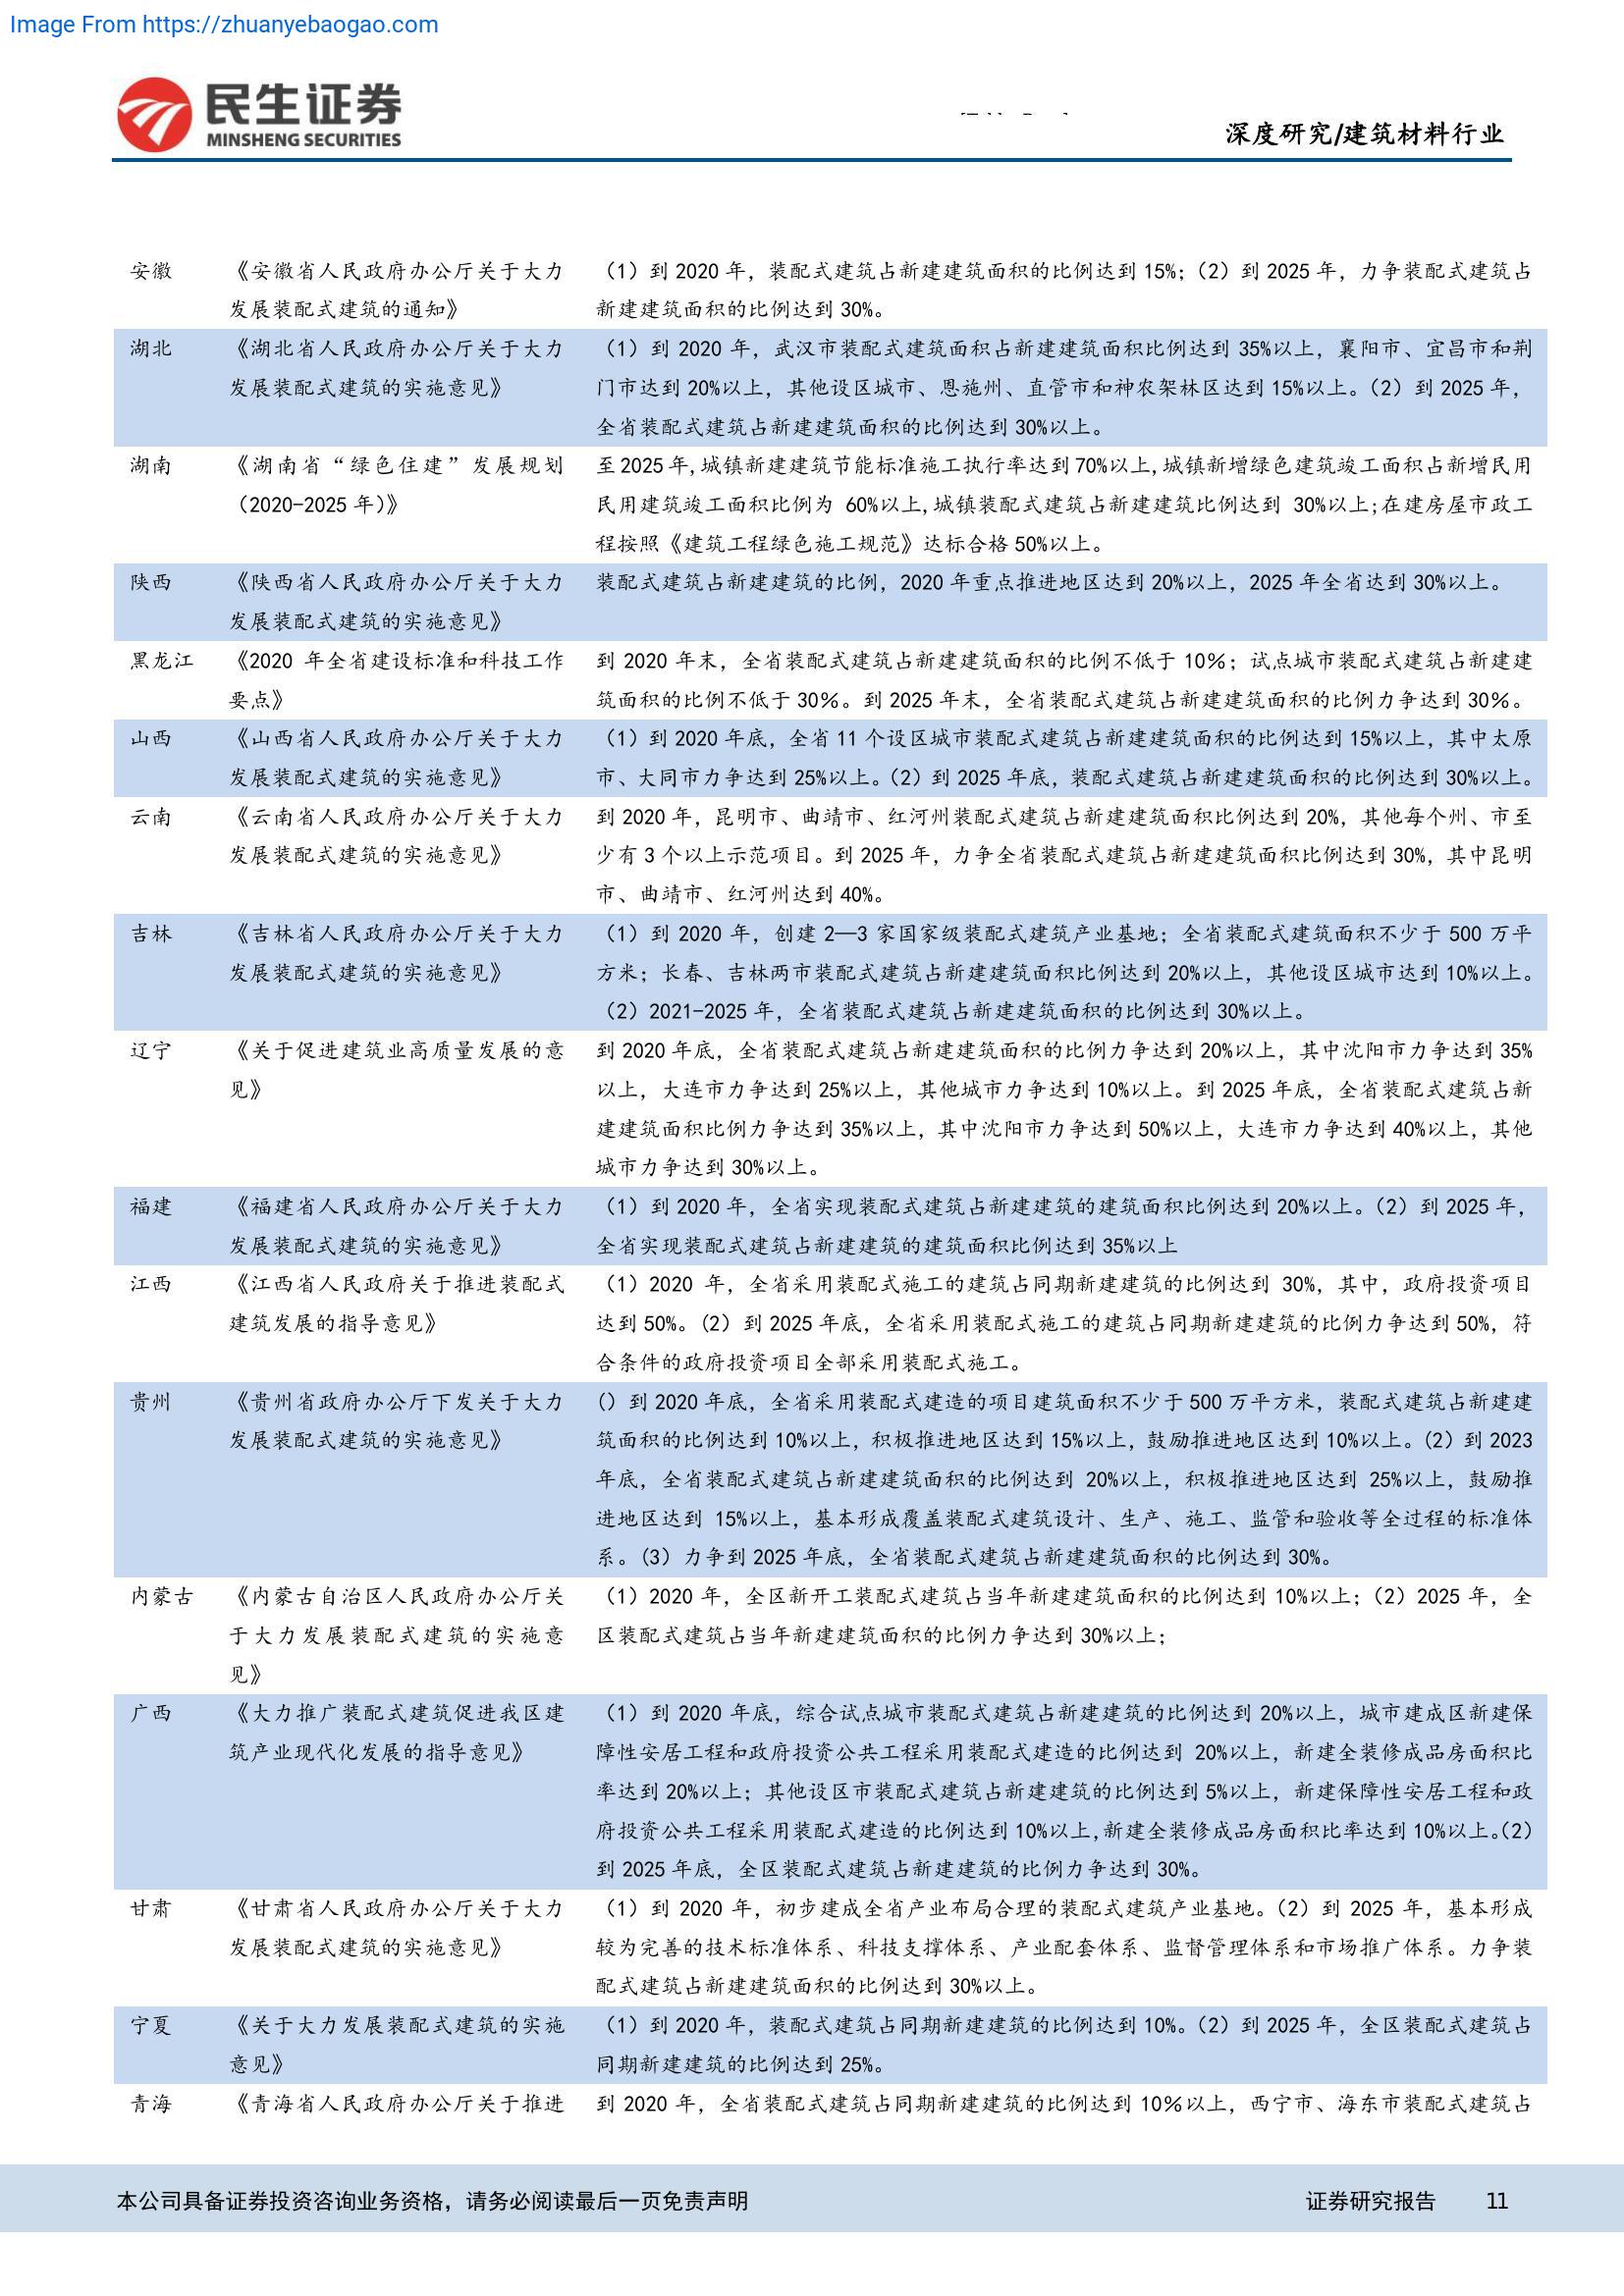 Image From https://zhuanyebaogao.com
民生证券
MINSHENG SECURITIES
深度研究/建筑材料行业
安徽 《安徽省人民政府办公厅关于大力 （1）到 2020 年，装配式建筑占新建建筑面积的比例达到 15%；（2）到 2025 年，力争装配式建筑占
发展装配式建筑的通知》 新建建筑面积的比例达到 30%。
湖北 《湖北省人民政府办公厅关于大力 （1）到 2020 年，武汉市装配式建筑面积占新建建筑面积比例达到 35%以上，襄阳市、宜昌市和荆
发展装配式建筑的实施意见》 门市达到 20%以上，其他设区城市、恩施州、直管市和神农架林区达到 15%以上。（2）到 2025 年，
全省装配式建筑占新建建筑面积的比例达到 30%以上。
湖南 《湖南省“绿色住建”发展规划 至 2025 年,城镇新建建筑节能标准施工执行率达到 70%以上,城镇新增绿色建筑竣工面积占新增民用
（2020-2025 年）》 民用建筑竣工面积比例为 60%以上,城镇装配式建筑占新建建筑比例达到 30%以上;在建房屋市政工
程按照《建筑工程绿色施工规范》达标合格 50%以上。
陕西 《陕西省人民政府办公厅关于大力 装配式建筑占新建建筑的比例，2020 年重点推进地区达到 20%以上，2025 年全省达到 30%以上。
发展装配式建筑的实施意见》
黑龙江 《2020 年全省建设标准和科技工作 到 2020 年末，全省装配式建筑占新建建筑面积的比例不低于 10％；试点城市装配式建筑占新建建
要点》 筑面积的比例不低于 30％。到 2025 年末，全省装配式建筑占新建建筑面积的比例力争达到 30％。
山西 《山西省人民政府办公厅关于大力 （1）到 2020 年底，全省 11 个设区城市装配式建筑占新建建筑面积的比例达到 15%以上，其中太原
发展装配式建筑的实施意见》 市、大同市力争达到 25%以上。（2）到 2025 年底，装配式建筑占新建建筑面积的比例达到 30%以上。
云南 《云南省人民政府办公厅关于大力 到 2020 年，昆明市、曲靖市、红河州装配式建筑占新建建筑面积比例达到 20%，其他每个州、市至
发展装配式建筑的实施意见》 少有 3 个以上示范项目。到 2025 年，力争全省装配式建筑占新建建筑面积比例达到 30%，其中昆明
市、曲靖市、红河州达到 40%。
吉林 《吉林省人民政府办公厅关于大力 （1）到 2020 年，创建 2—3 家国家级装配式建筑产业基地；全省装配式建筑面积不少于 500 万平
发展装配式建筑的实施意见》 方米；长春、吉林两市装配式建筑占新建建筑面积比例达到 20%以上，其他设区城市达到 10%以上。
（2）2021-2025 年，全省装配式建筑占新建建筑面积的比例达到 30%以上。
辽宁 《关于促进建筑业高质量发展的意 到 2020 年底，全省装配式建筑占新建建筑面积的比例力争达到 20%以上，其中沈阳市力争达到 35%
见》 以上，大连市力争达到 25%以上，其他城市力争达到 10%以上。到 2025 年底，全省装配式建筑占新
建建筑面积比例力争达到 35%以上，其中沈阳市力争达到 50%以上，大连市力争达到 40%以上，其他
城市力争达到 30%以上。
福建 《福建省人民政府办公厅关于大力 （1）到 2020 年，全省实现装配式建筑占新建建筑的建筑面积比例达到 20%以上。（2）到 2025 年，
发展装配式建筑的实施意见》 全省实现装配式建筑占新建建筑的建筑面积比例达到 35%以上
江西 《江西省人民政府关于推进装配式 （1）2020 年，全省采用装配式施工的建筑占同期新建建筑的比例达到 30%，其中，政府投资项目
建筑发展的指导意见》 达到 50%。（2）到 2025 年底，全省采用装配式施工的建筑占同期新建建筑的比例力争达到 50%，符
合条件的政府投资项目全部采用装配式施工。
贵州 《贵州省政府办公厅下发关于大力 （）到 2020 年底，全省采用装配式建造的项目建筑面积不少于 500 万平方米，装配式建筑占新建建
发展装配式建筑的实施意见》 筑面积的比例达到 10%以上，积极推进地区达到 15%以上，鼓励推进地区达到 10%以上。（2）到 2023
年底，全省装配式建筑占新建建筑面积的比例达到 20%以上，积极推进地区达到 25%以上，鼓励推
进地区达到 15%以上，基本形成覆盖装配式建筑设计、生产、施工、监管和验收等全过程的标准体
系。（3）力争到 2025 年底，全省装配式建筑占新建建筑面积的比例达到 30%。
内蒙古 《内蒙古自治区人民政府办公厅关 （1）2020 年，全区新开工装配式建筑占当年新建建筑面积的比例达到 10%以上；（2）2025 年，全
于大力发展装配式建筑的实施意 区装配式建筑占当年新建建筑面积的比例力争达到 30%以上；
见》
广西 《大力推广装配式建筑促进我区建 （1）到 2020 年底，综合试点城市装配式建筑占新建建筑的比例达到 20%以上，城市建成区新建保
筑产业现代化发展的指导意见》 障性安居工程和政府投资公共工程采用装配式建造的比例达到 20%以上，新建全装修成品房面积比
率达到 20%以上；其他设区市装配式建筑占新建建筑的比例达到 5%以上，新建保障性安居工程和政
府投资公共工程采用装配式建造的比例达到 10%以上,新建全装修成品房面积比率达到 10%以上。（2）
到 2025 年底，全区装配式建筑占新建建筑的比例力争达到 30%。
甘肃 《甘肃省人民政府办公厅关于大力 （1）到 2020 年，初步建成全省产业布局合理的装配式建筑产业基地。（2）到 2025 年，基本形成
发展装配式建筑的实施意见》 较为完善的技术标准体系、科技支撑体系、产业配套体系、监督管理体系和市场推广体系。力争装
配式建筑占新建建筑面积的比例达到 30%以上。
宁夏 《关于大力发展装配式建筑的实施 （1）到 2020 年，装配式建筑占同期新建建筑的比例达到 10%。（2）到 2025 年，全区装配式建筑占
意见》 同期新建建筑的比例达到 25%。
青海 《青海省人民政府办公厅关于推进 到 2020 年，全省装配式建筑占同期新建建筑的比例达到 10％以上，西宁市、海东市装配式建筑占
本公司具备证券投资咨询业务资格，请务必阅读最后一页免责声明 证券研究报告 11